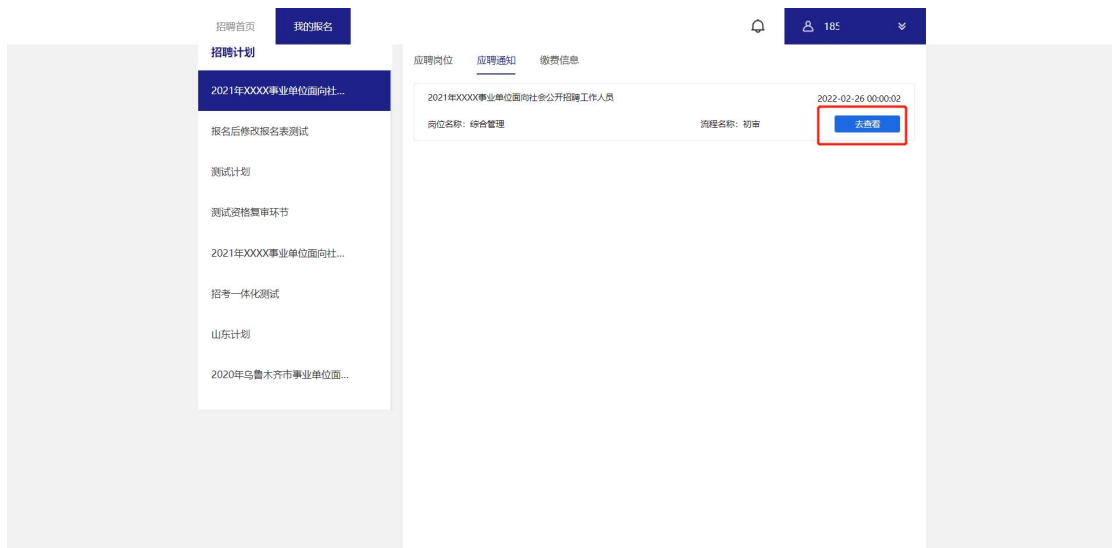 招聘首页 我的报名 185
招聘计划
2021年XXXX事业单位面向社...
报名后修改报名表测试
测试计划
测试资格复审环节
2021年XXXX事业单位面向社...
招考一体化测试
山东计划
2020年乌鲁木齐市事业单位面...
应聘岗位 应聘通知 缴费信息
2021年XXXX事业单位面向社会公开招聘工作人员 2022-02-26 00:00:02
岗位名称：综合管理 流程名称：初审 去查看